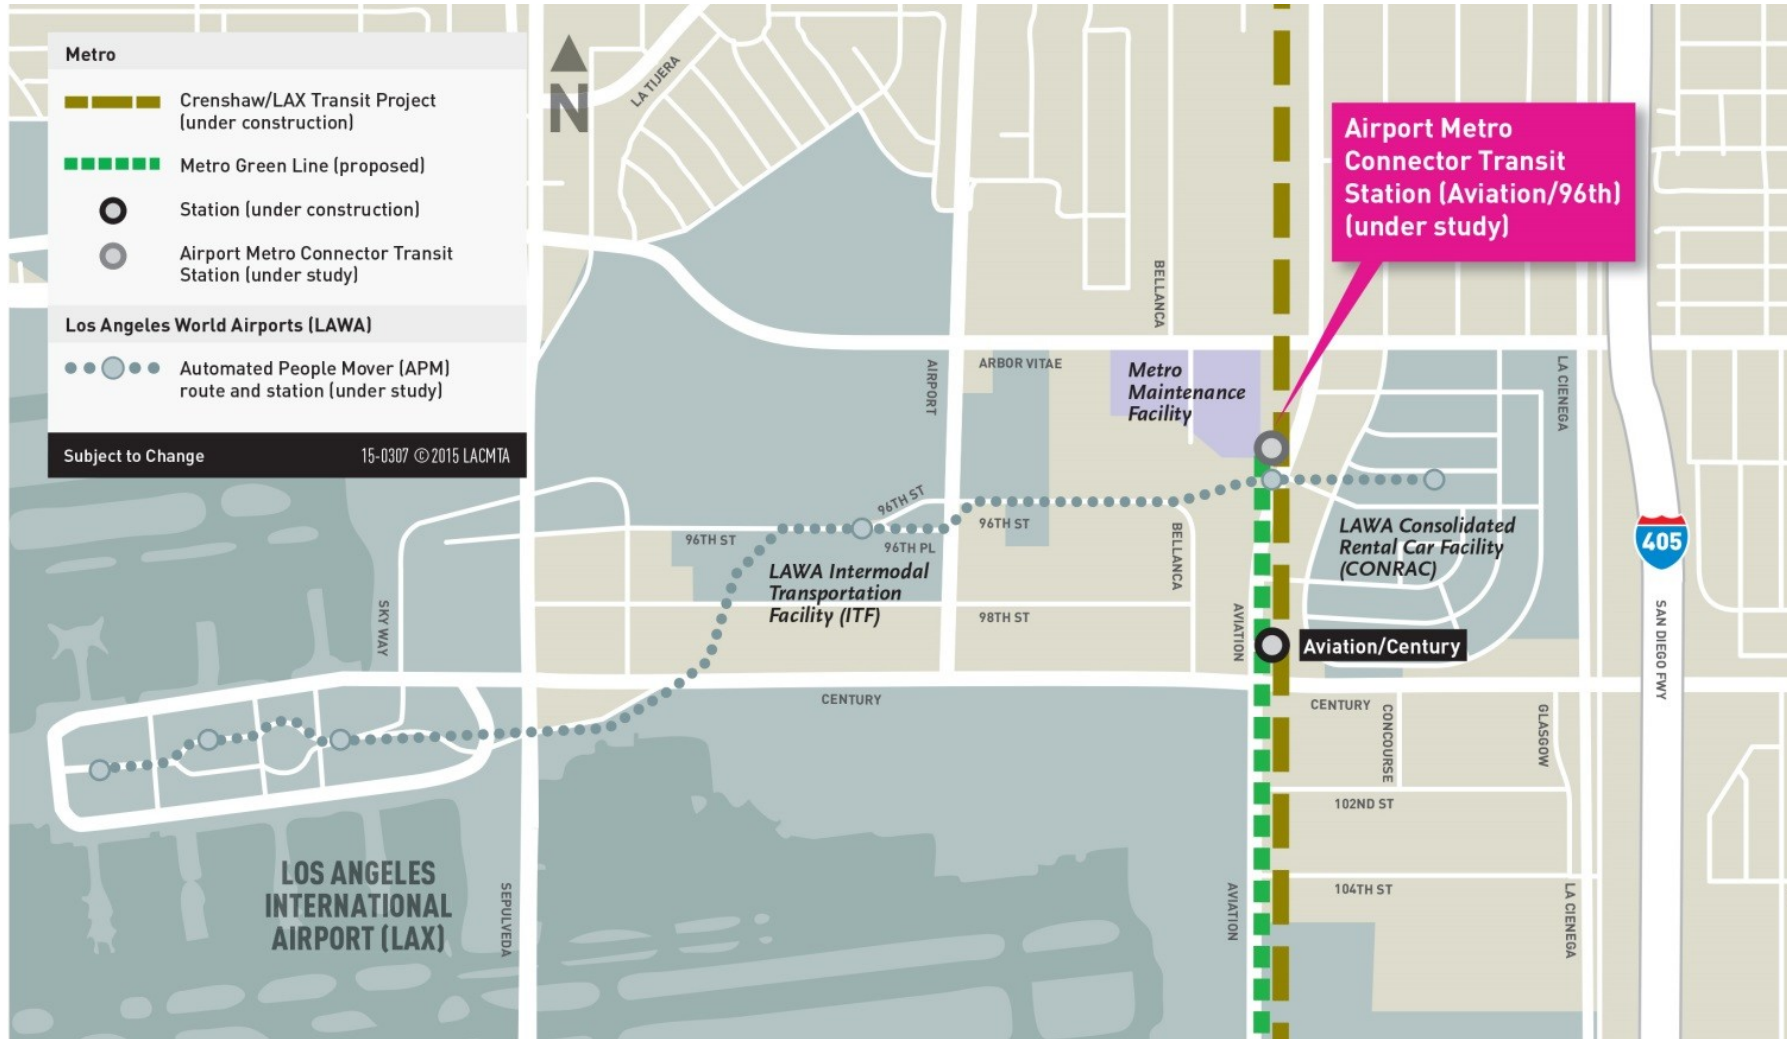 Metro
Crenshaw/LAX Transit Project
(under construction)
Metro Green Line (proposed)
Station (under construction)
Airport Metro Connector Transit
Station (under study)
Los Angeles World Airports (LAWA)
Automated People Mover (APM)
route and station (under study)
Subject to Change
15-0307 ©2015 LACMTA
N
LA TIJERA
Airport Metro
Connector Transit
Station (Aviation/96th)
(under study)
BELLANCA
ARBOR VITAE
AIRPORT
Metro
Maintenance
Facility
LA CIENEGA
96TH ST
96TH ST
96TH ST
96TH PL
BELLANCA
LAWA Consolidated
Rental Car Facility
(CONRAC)
405
LAWA Intermodal
Transportation
Facility (ITF)
98TH ST
SKY WAY
AVIATION
Aviation/Century
SAN DIEGO FWY
CENTURY
CENTURY
CONCOURSE
GLASGOW
102ND ST
104TH ST
LOS ANGELES
INTERNATIONAL
AIRPORT (LAX)
SEPULVEDA
AVIATION
LA CIENEGA